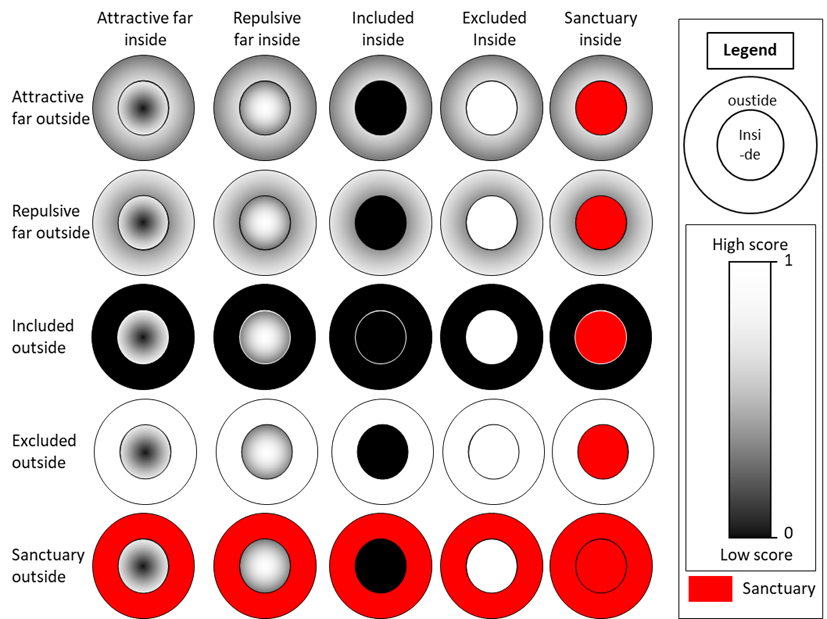 Attractive far
inside
Repulsive
far inside
Included
inside
Excluded
Inside
Sanctuary
inside
Attractive
far outside
Repulsive
far outside
Included
outside
Excluded
outside
Sanctuary
outside
Legend
oustide
Insi
-de
High score
1
0
Low score
Sanctuary